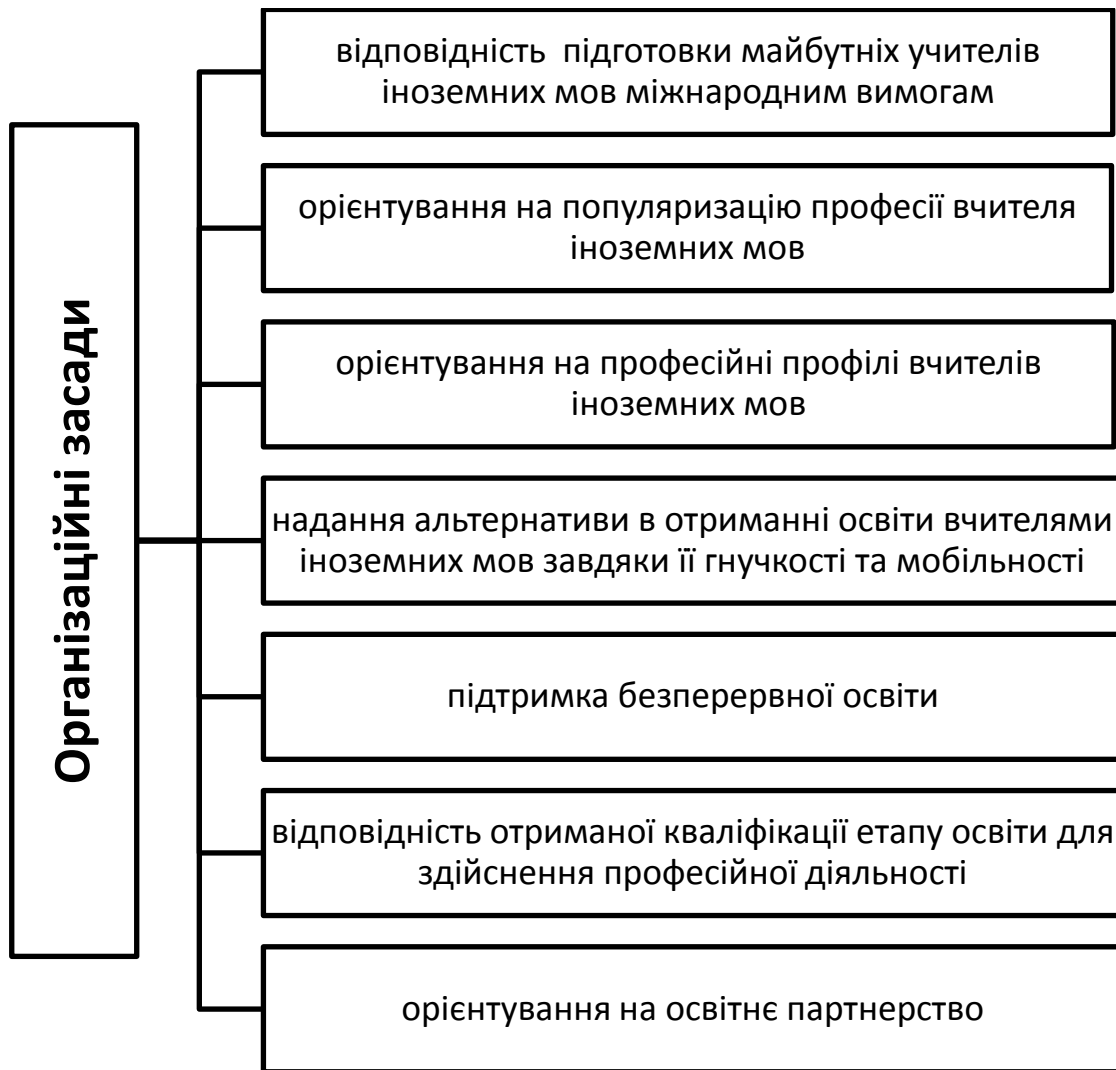 Організаційні засади
відповідність підготовки майбутніх учителів
іноземних мов міжнародним вимогам
орієнтування на популяризацію професії вчителя
іноземних мов
орієнтування на професійні профілі вчителів
іноземних мов
надання альтернативи в отриманні освіти вчителями
іноземних мов завдяки її гнучкості та мобільності
підтримка безперервної освіти
відповідність отриманої кваліфікації етапу освіти для
здійснення професійної діяльності
орієнтування на освітнє партнерство